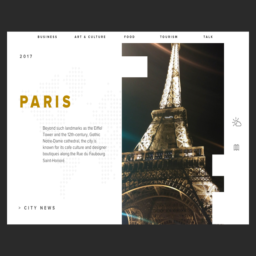 BUSINESS ART & CULTURE FOOD TOURISM TALK
2017
PARIS
Beyond such landmarks as the Eiffel
Tower and the 12th-century, Gothic
Notre-Dame cathedral, the city is
known for its cafe culture and designer
boutiques along the Rue du Faubourg
Saint-Honoré.
CITY NEWS